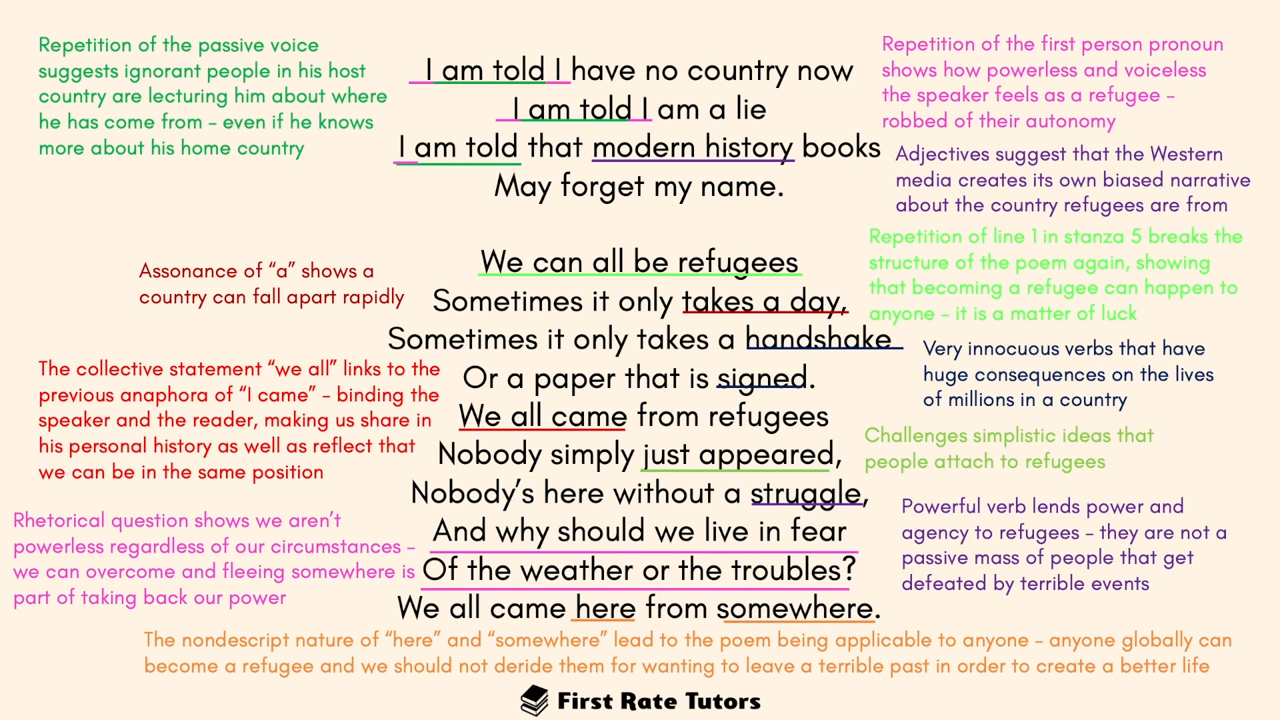 Repetition of the passive voice
suggests ignorant people in his host
country are lecturing him about where
he has come from – even if he knows
more about his home country
I am told I have no country now
I am told I am a lie
I am told that modern history books
May forget my name.
Repetition of the first person pronoun
shows how powerless and voiceless
the speaker feels as a refugee –
robbed of their autonomy
Adjectives suggest that the Western
media creates its own biased narrative
about the country refugees are from
Repetition of line 1 in stanza 5 breaks the
structure of the poem again, showing
that becoming a refugee can happen to
anyone – it is a matter of luck
Assonance of “a” shows a
country can fall apart rapidly
We can all be refugees
Sometimes it only takes a day,
Sometimes it only takes a handshake
Or a paper that is signed.
We all came from refugees
Nobody simply just appeared,
Nobody’s here without a struggle,
And why should we live in fear
Of the weather or the troubles?
We all came here from somewhere.
Very innocuous verbs that have
huge consequences on the lives
of millions in a country
The collective statement “we all” links to the
previous anaphora of “I came” – binding the
speaker and the reader, making us share in
his personal history as well as reflect that
we can be in the same position
Challenges simplistic ideas that
people attach to refugees
Rhetorical question shows we aren’t
powerless regardless of our circumstances –
we can overcome and fleeing somewhere is
part of taking back our power
Powerful verb lends power and
agency to refugees – they are not a
passive mass of people that get
defeated by terrible events
The nondescript nature of “here” and “somewhere” lead to the poem being applicable to anyone – anyone globally can
become a refugee and we should not deride them for wanting to leave a terrible past in order to create a better life
First Rate Tutors